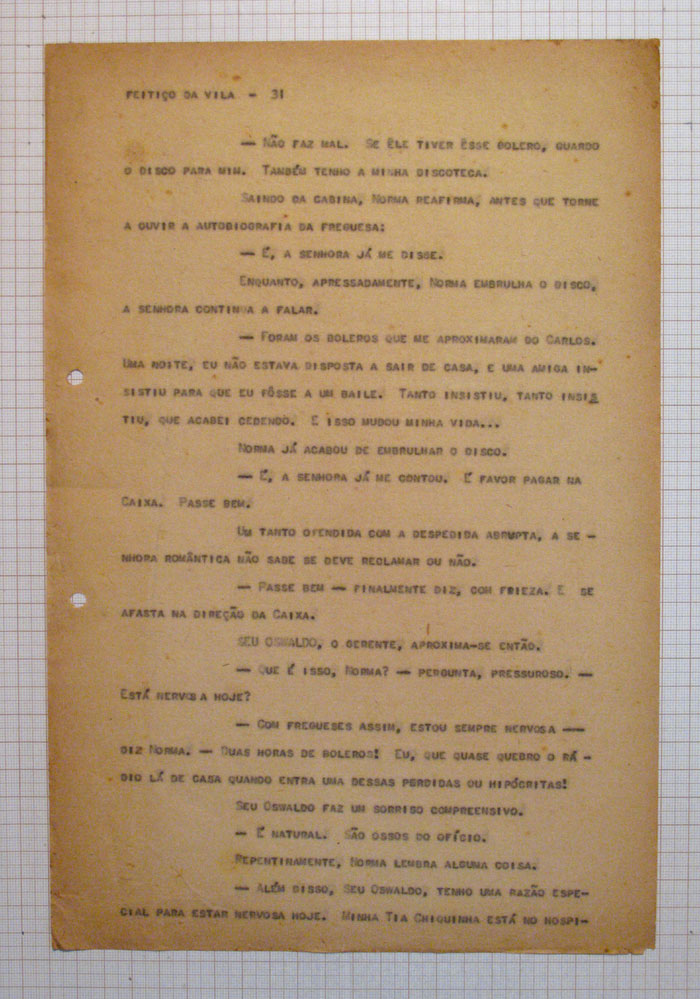 FEITIÇO DA VILA - 31
— NÃO FAZ MAL. SE ÊLE TIVER ÊSSE BOLERO, GUARDO
O DISCO PARA MIM. TAMBÉM TENHO A MINHA DISCOTECA.
SAINDO DA CABINA, NORMA REAFIRMA, ANTES QUE TORNE
A OUVIR A AUTOBIOGRAFIA DA FREGUESA:
— É, A SENHORA JÁ ME DISSE.
ENQUANTO, APRESSADAMENTE, NORMA EMBRULHA O DISCO,
A SENHORA CONTINUA A FALAR.
— FORAM OS BOLEROS QUE ME APROXIMARAM DO CARLOS.
UMA NOITE, EU NÃO ESTAVA DISPOSTA A SAIR DE CASA, E UMA AMIGA IN-
SISTIU PARA QUE EU FÔSSE A UM BAILE. TANTO INSISTIU, TANTO INSIS
TIU, QUE ACABEI CEDENDO. E ISSO MUDOU MINHA VIDA...
NORMA JÁ ACABOU DE EMBRULHAR O DISCO.
— É, A SENHORA JÁ ME CONTOU. É FAVOR PAGAR NA
CAIXA. PASSE BEM.
UM TANTO OFENDIDA COM A DESPEDIDA ABRUPTA, A SE -
NHORA ROMÂNTICA NÃO SABE SE DEVE RECLAMAR OU NÃO.
— PASSE BEM — FINALMENTE DIZ, COM FRIEZA. E SE
AFASTA NA DIREÇÃO DA CAIXA.
SEU OSWALDO, O GERENTE, APROXIMA-SE ENTÃO.
— QUE É ISSO, NORMA? — PERGUNTA, PRESSUROSO. —
ESTÁ NERVOSA HOJE?
— COM FREGUESES ASSIM, ESTOU SEMPRE NERVOSA —
DIZ NORMA. — DUAS HORAS DE BOLEROS! EU, QUE QUASE QUEBRO O RÁ -
DIO LÁ DE CASA QUANDO ENTRA UMA DESSAS PERDIDAS OU HIPÓCRITAS!
SEU OSWALDO FAZ UM SORRISO COMPREENSIVO.
— É NATURAL. SÃO OSSOS DO OFÍCIO.
REPENTINAMENTE, NORMA LEMBRA ALGUMA COISA.
— ALÉM DISSO, SEU OSWALDO, TENHO UMA RAZÃO ESPE-
CIAL PARA ESTAR NERVOSA HOJE. MINHA TIA CHIQUINHA ESTÁ NO HOSPI-